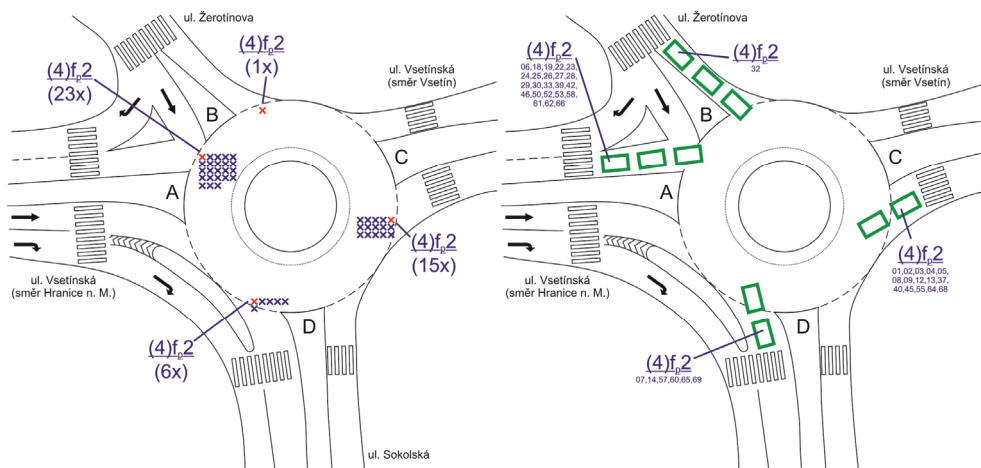 ul. Žerotínova
(4)fp2
(1x)
(4)fp2
(23x)
ul. Vsetínská
(směr Vsetín)
B
C
A
(4)fp2
(15x)
ul. Vsetínská
(směr Hranice n. M.)
(4)fp2
(6x)
D
ul. Sokolská
ul. Žerotínova
(4)fp2
32
(4)fp2
06,18,19,22,23,
24,25,26,27,28,
29,30,33,39,42,
46,50,52,53,58,
61,62,66
ul. Vsetínská
(směr Vsetín)
B
C
A
(4)fp2
01,02,03,04,05,
08,09,12,13,37,
40,45,55,64,68
ul. Vsetínská
(směr Hranice n. M.)
D
(4)fp2
07,14,57,60,65,69